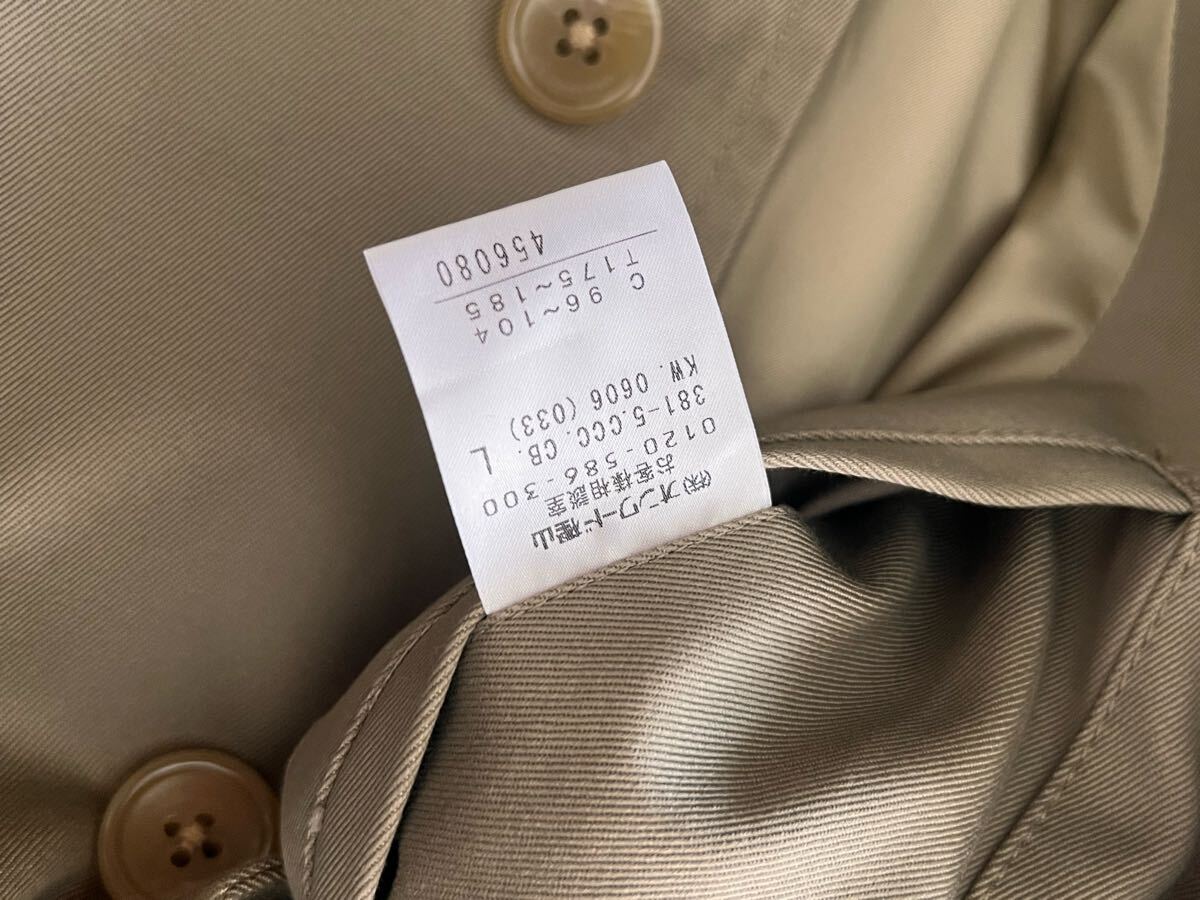 ㈱オンワード樫山
お客様相談室
0120-586-300
381-5.CCC. CB. L
KW. 0606 (033)
C 96~104
T175~185
456080